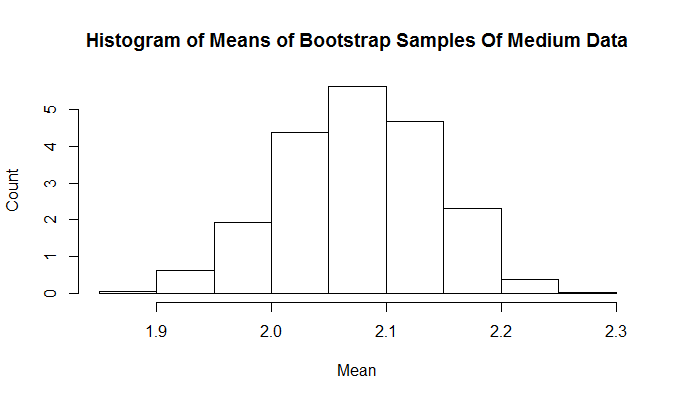 Histogram of Means of Bootstrap Samples Of Medium Data
Count
5
4
3
2
1
0
1.9 2.0 2.1 2.2 2.3
Mean